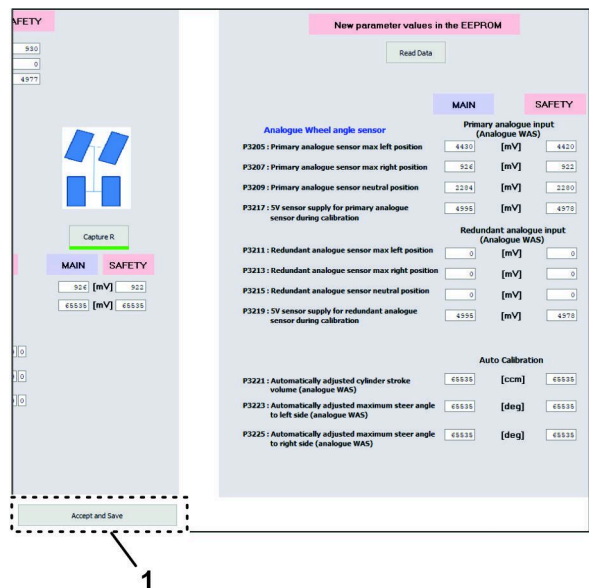 AFETY
930
0
4977
Capture R
MAIN SAFETY
926 [mV] 922
65535 [mV] 65535
0
0
0
Accept and Save
1
New parameter values in the EEPROM
Read Data
MAIN SAFETY
Analogue Wheel angle sensor
Primary analogue input
(Analogue WAS)
P3205 : Primary analogue sensor max left position 4430 [mV] 4420
P3207 : Primary analogue sensor max right position 926 [mV] 922
P3209 : Primary analogue sensor neutral position 2284 [mV] 2280
P3217 : 5V sensor supply for primary analogue 4995 [mV] 4978
sensor during calibration
Redundant analogue input
(Analogue WAS)
P3211 : Redundant analogue sensor max left position 0 [mV] 0
P3213 : Redundant analogue sensor max right position 0 [mV] 0
P3215 : Redundant analogue sensor neutral position 0 [mV] 0
P3219 : 5V sensor supply for redundant analogue 4995 [mV] 4978
sensor during calibration
Auto Calibration
P3221 : Automatically adjusted cylinder stroke 65535 [ccm] 65535
volume (analogue WAS)
P3223 : Automatically adjusted maximum steer angle 65535 [deg] 65535
to left side (analogue WAS)
P3225 : Automatically adjusted maximum steer angle 65535 [deg] 65535
to right side (analogue WAS)